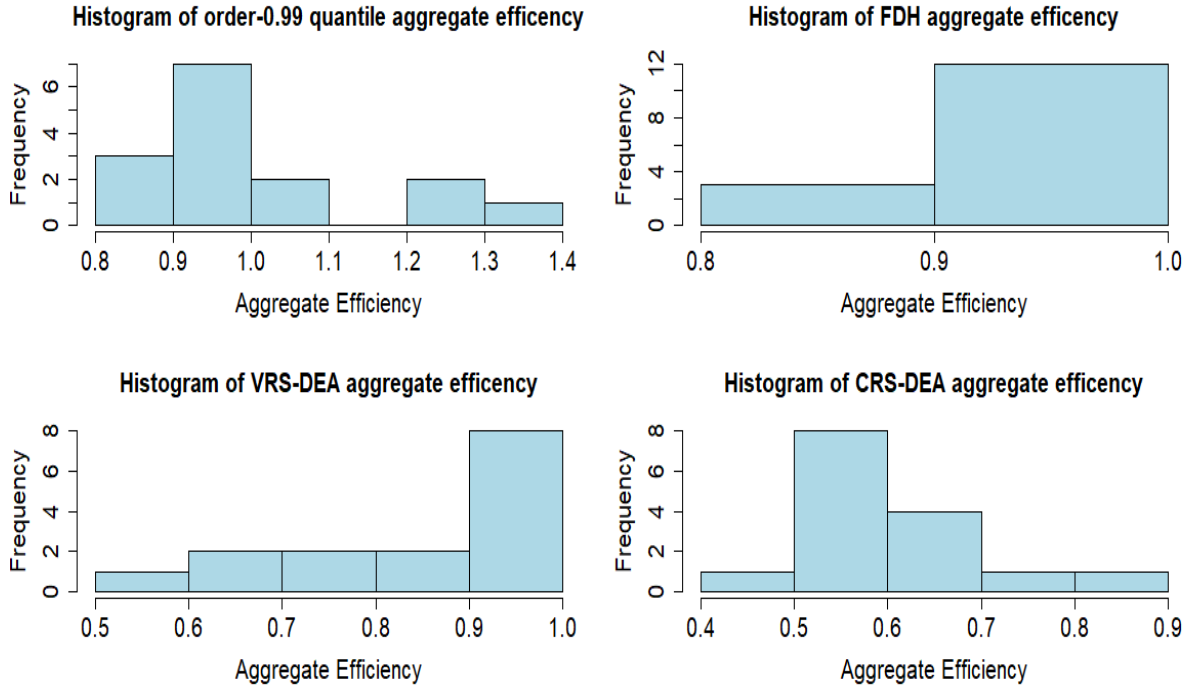 Histogram of order-0.99 quantile aggregate efficency
Frequency
6
4
2
0
0.8 0.9 1.0 1.1 1.2 1.3 1.4
Aggregate Efficiency
Histogram of FDH aggregate efficency
Frequency
12
8
4
0
0.8 0.9 1.0
Aggregate Efficiency
Histogram of VRS-DEA aggregate efficency
Frequency
8
6
4
2
0
0.5 0.6 0.7 0.8 0.9 1.0
Aggregate Efficiency
Histogram of CRS-DEA aggregate efficency
Frequency
8
6
4
2
0
0.4 0.5 0.6 0.7 0.8 0.9
Aggregate Efficiency